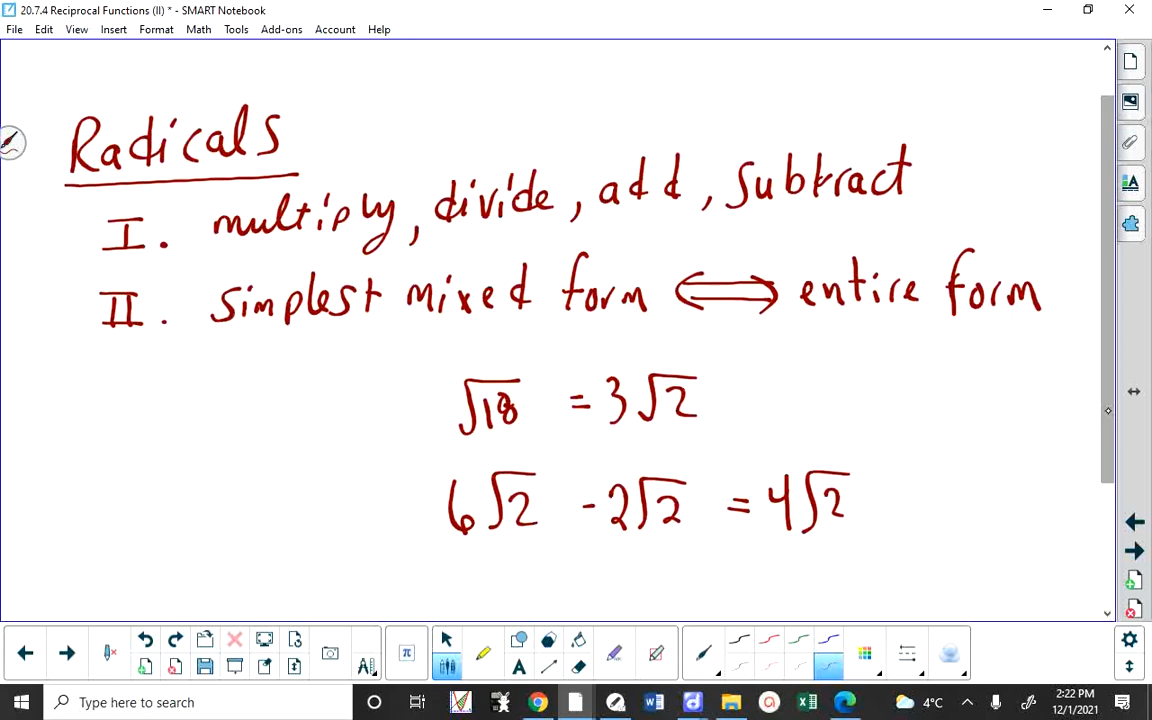 20.7.4 Reciprocal Functions (II) * - SMART Notebook
File Edit View Insert Format Math Tools Add-ons Account Help
Radicals
I. multiply, divide, add, subtract
II. simplest mixed form ⟺ entire form
√18 = 3√2
6√2 - 2√2 = 4√2
Type here to search
4°C
2:22 PM
12/1/2021